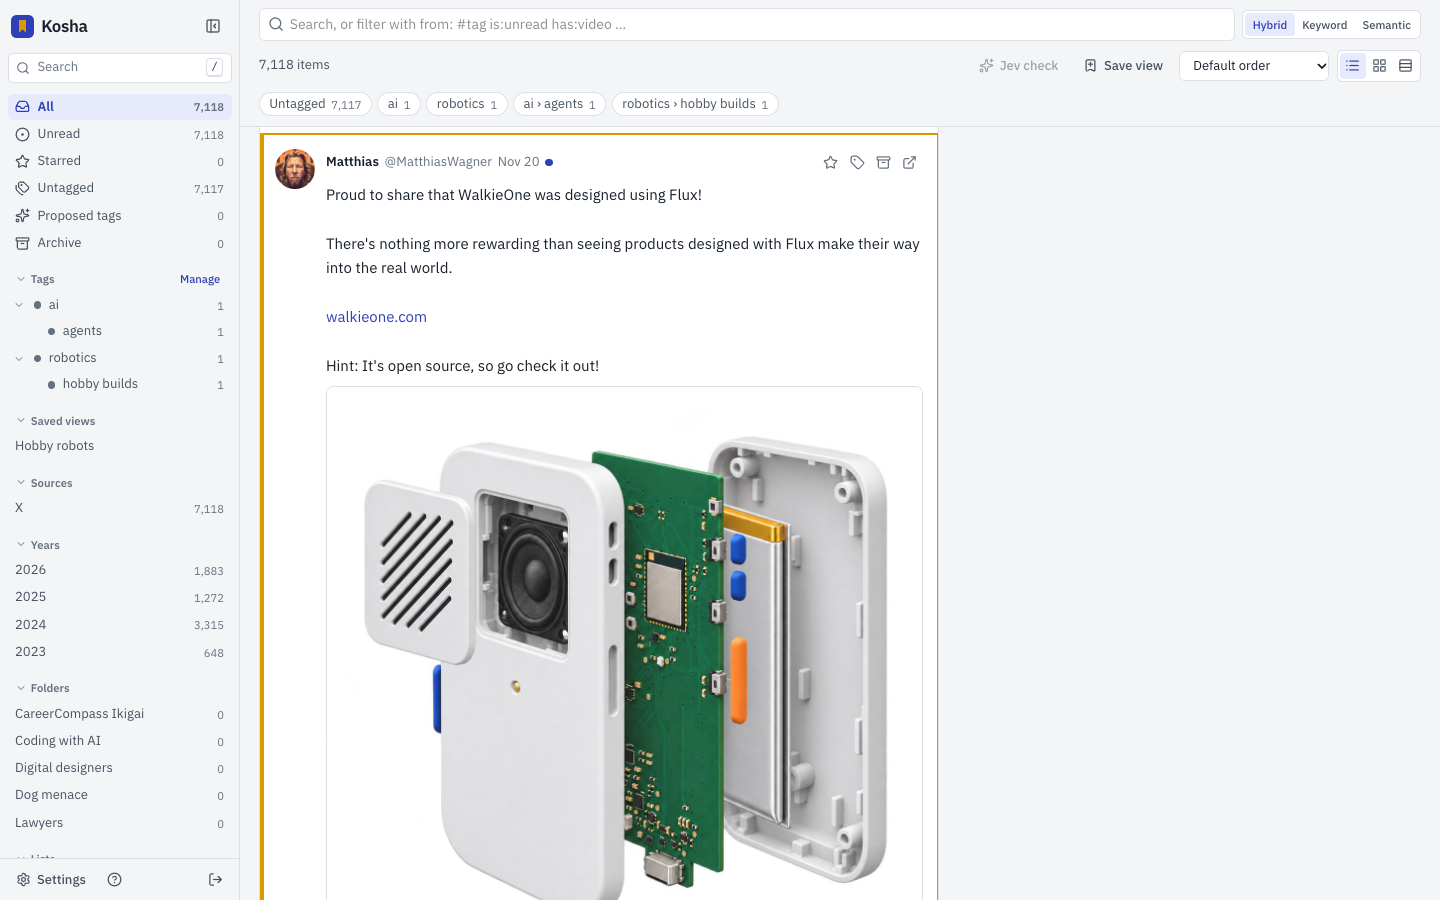 Kosha
Search
/
All 7,118
Unread 7,118
Starred 0
Untagged 7,117
Proposed tags 0
Archive 0
Tags Manage
ai 1
agents 1
robotics 1
hobby builds 1
Saved views
Hobby robots
Sources
X 7,118
Years
2026 1,883
2025 1,272
2024 3,315
2023 648
Folders
CareerCompass Ikigai 0
Coding with AI 0
Digital designers 0
Dog menace 0
Lawyers 0
Settings
Search, or filter with from: #tag is:unread has:video ...
Hybrid Keyword Semantic
7,118 items
Jev check
Save view
Default order
Untagged 7,117
ai 1
robotics 1
ai › agents 1
robotics › hobby builds 1
Matthias @MatthiasWagner Nov 20
Proud to share that WalkieOne was designed using Flux!
There's nothing more rewarding than seeing products designed with Flux make their way
into the real world.
walkieone.com
Hint: It's open source, so go check it out!